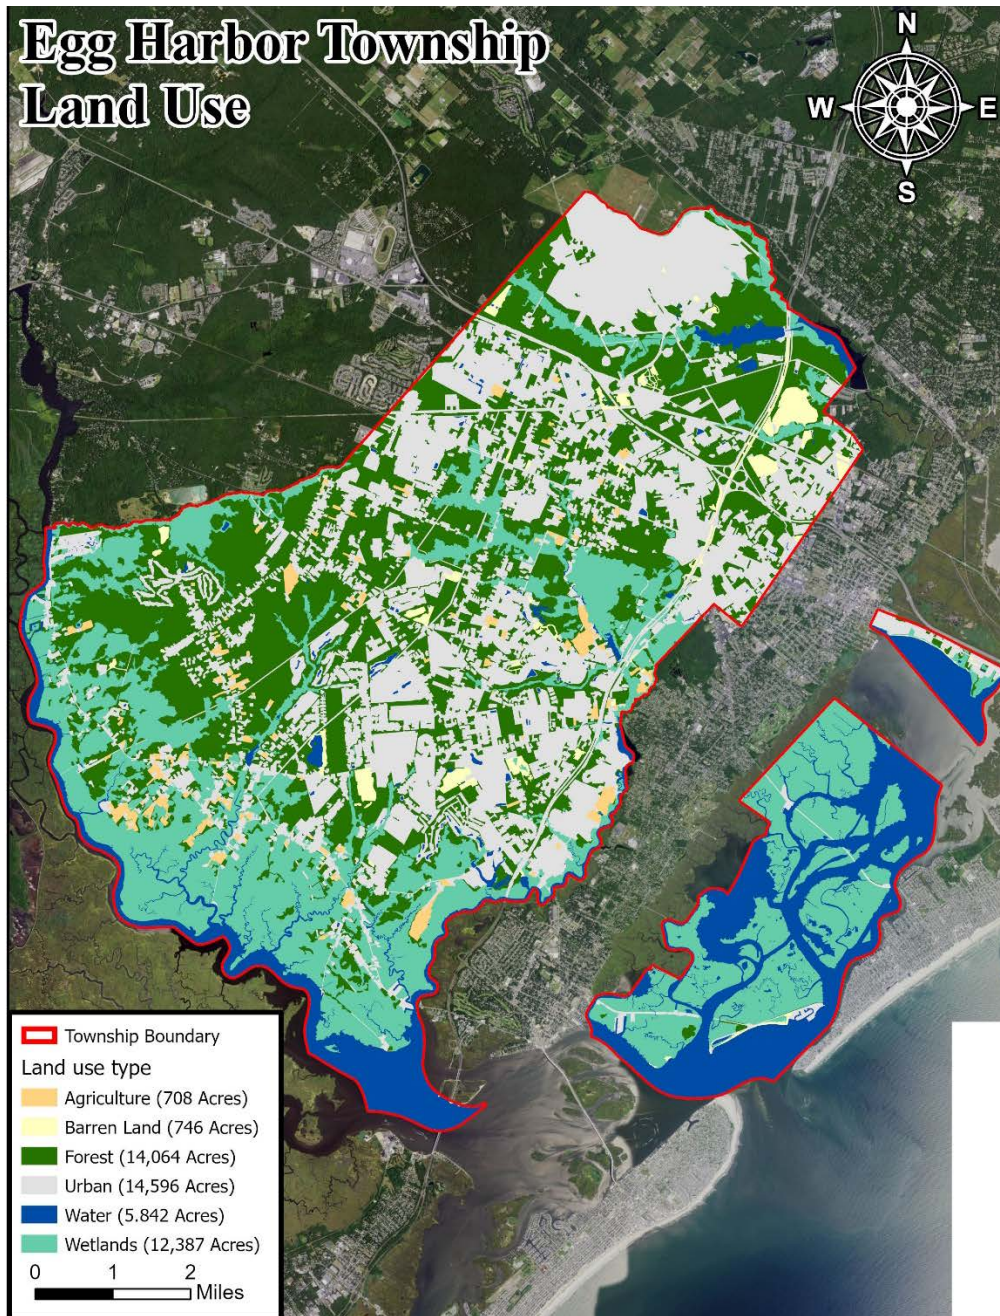 Egg Harbor Township
Land Use
N
W E
S
Township Boundary
Land use type
Agriculture (708 Acres)
Barren Land (746 Acres)
Forest (14,064 Acres)
Urban (14,596 Acres)
Water (5.842 Acres)
Wetlands (12,387 Acres)
0 1 2
Miles